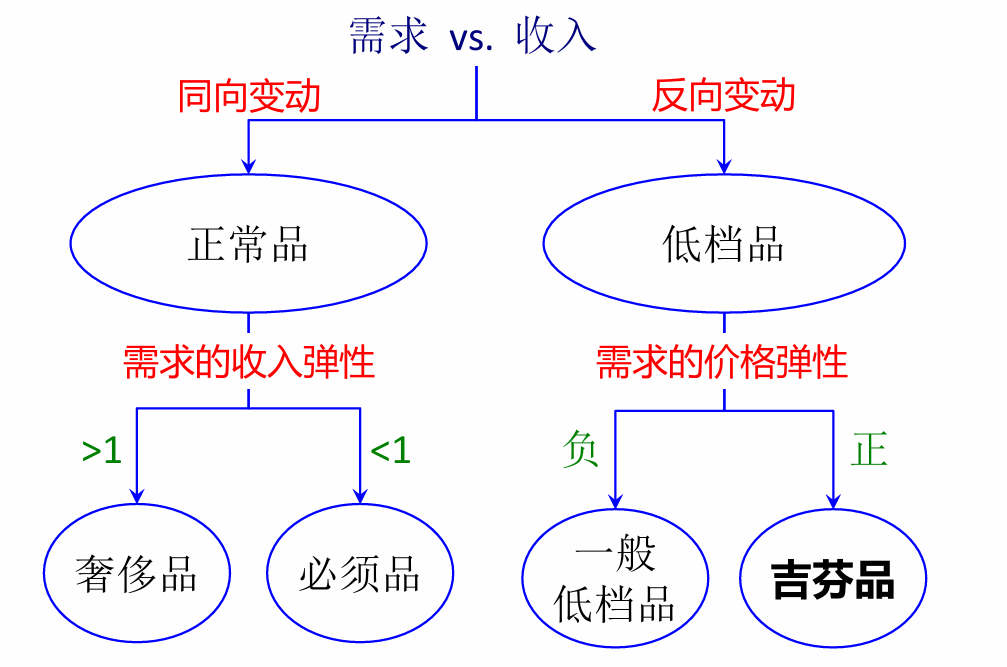 需求 vs. 收入
同向变动
反向变动
正常品
低档品
需求的收入弹性
需求的价格弹性
>1
<1
负
正
奢侈品
必须品
一般
低档品
吉芬品